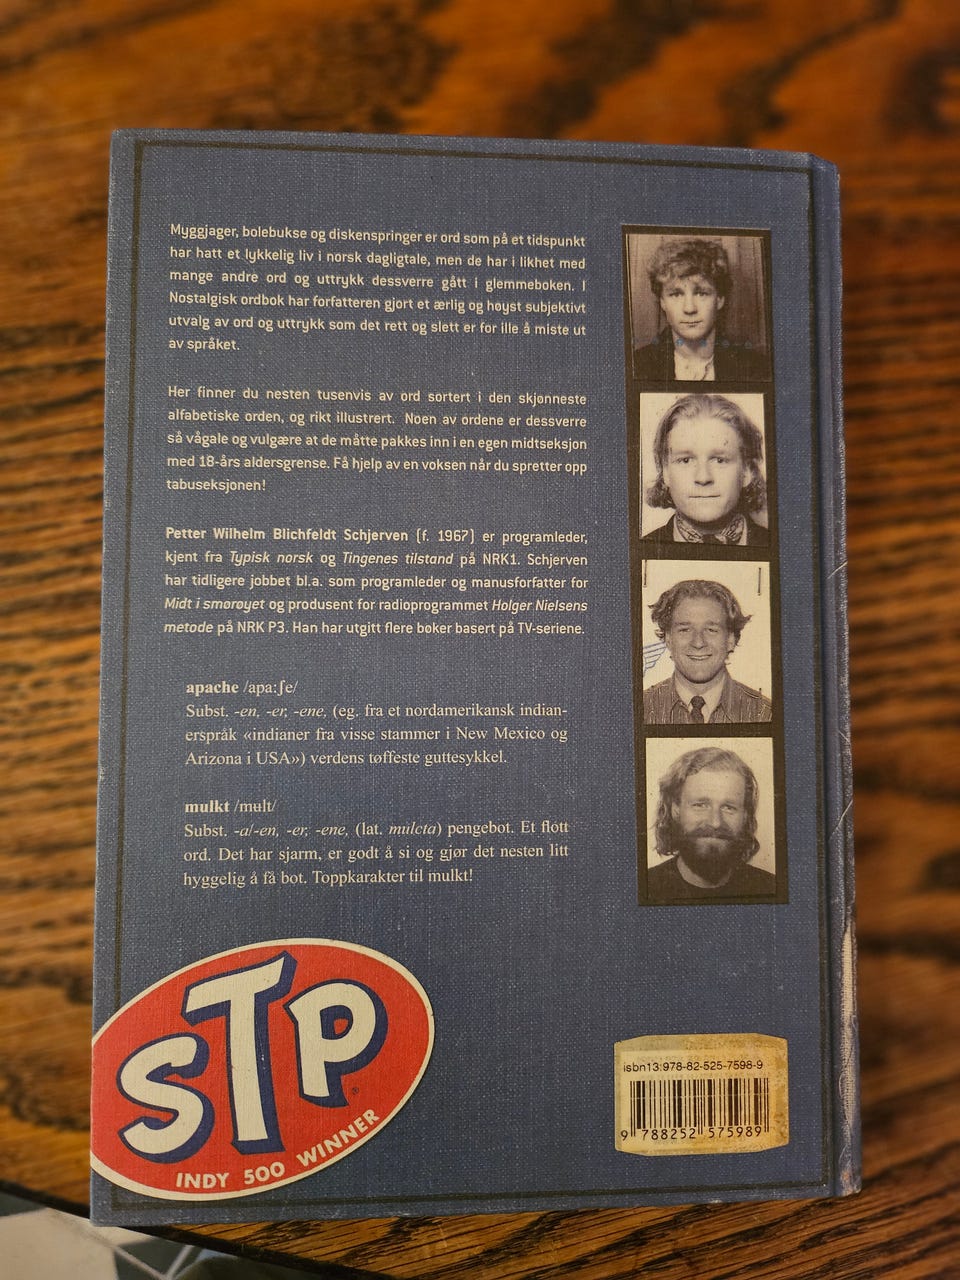 Myggjager, bolebukse og diskenspringer er ord som på et tidspunkt
har hatt et lykkelig liv i norsk dagligtale, men de har i likhet med
mange andre ord og uttrykk dessverre gått i glemmeboken. I
Nostalgisk ordbok har forfatteren gjort et ærlig og høyst subjektivt
utvalg av ord og uttrykk som det rett og slett er for ille å miste ut
av språket.
Her finner du nesten tusenvis av ord sortert i den skjønneste
alfabetiske orden, og rikt illustrert. Noen av ordene er dessverre
så vågale og vulgære at de måtte pakkes inn i en egen midtseksjon
med 18-års aldersgrense. Få hjelp av en voksen når du spretter opp
tabuseksjonen!
Petter Wilhelm Blichfeldt Schjerven (f. 1967) er programleder,
kjent fra Typisk norsk og Tingenes tilstand på NRK1. Schjerven
har tidligere jobbet bl.a. som programleder og manusforfatter for
Midt i smørøyet og produsent for radioprogrammet Holger Nielsens
metode på NRK P3. Han har utgitt flere bøker basert på TV-seriene.
apache /apa:ʃe/
Subst. -en, -er, -ene, (eg. fra et nordamerikansk indian-
erspråk «indianer fra visse stammer i New Mexico og
Arizona i USA») verdens tøffeste guttesykkel.
mulkt /mʉlt/
Subst. -a/-en, -er, -ene, (lat. mulcta) pengebot. Et flott
ord. Det har sjarm, er godt å si og gjør det nesten litt
hyggelig å få bot. Toppkarakter til mulkt!
STP®
INDY 500 WINNER
isbn13:978-82-525-7598-9
9 788252 575989